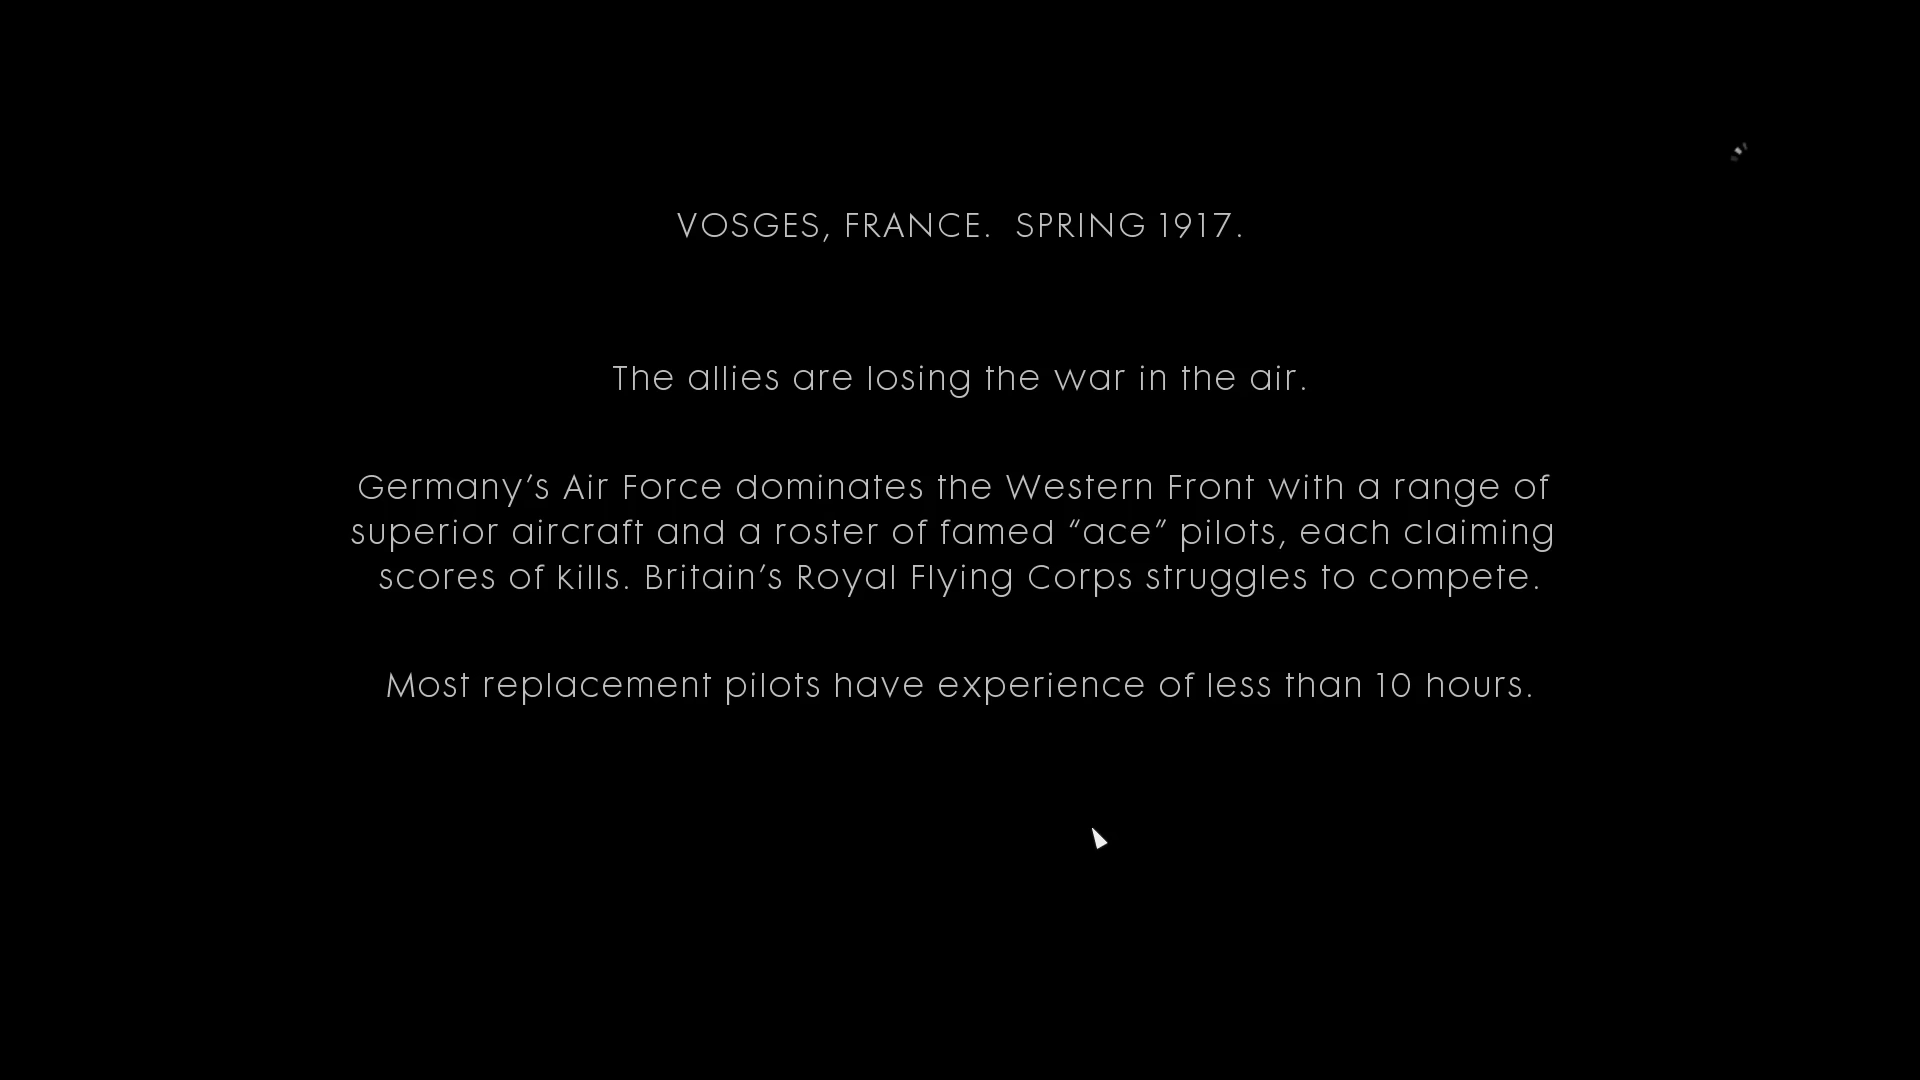 VOSGES, FRANCE. SPRING 1917.
The allies are losing the war in the air.
Germany’s Air Force dominates the Western Front with a range of
superior aircraft and a roster of famed “ace” pilots, each claiming
scores of kills. Britain’s Royal Flying Corps struggles to compete.
Most replacement pilots have experience of less than 10 hours.